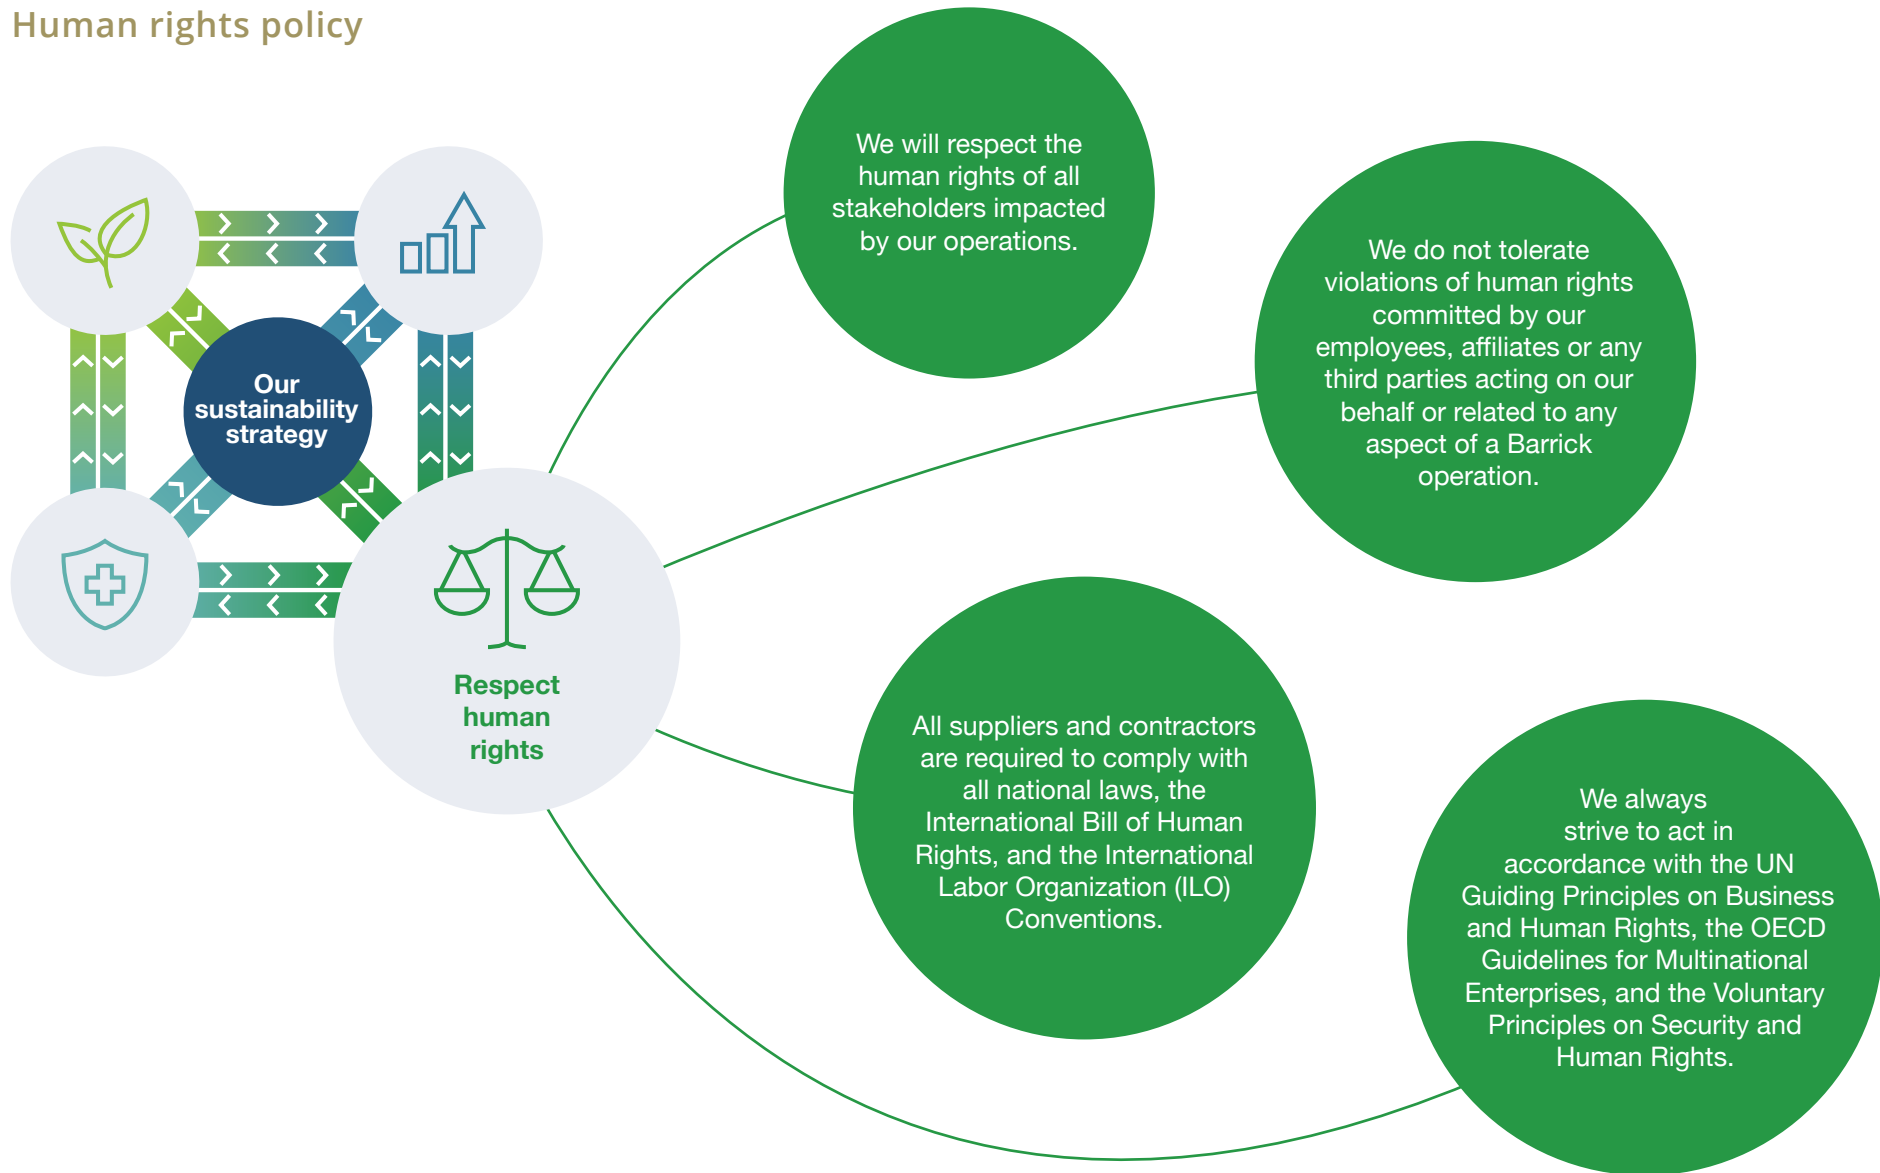 Human rights policy
Our
sustainability
strategy
Respect
human
rights
We will respect the
human rights of all
stakeholders impacted
by our operations.
We do not tolerate
violations of human rights
committed by our
employees, affiliates or any
third parties acting on our
behalf or related to any
aspect of a Barrick
operation.
All suppliers and contractors
are required to comply with
all national laws, the
International Bill of Human
Rights, and the International
Labor Organization (ILO)
Conventions.
We always
strive to act in
accordance with the UN
Guiding Principles on Business
and Human Rights, the OECD
Guidelines for Multinational
Enterprises, and the Voluntary
Principles on Security and
Human Rights.